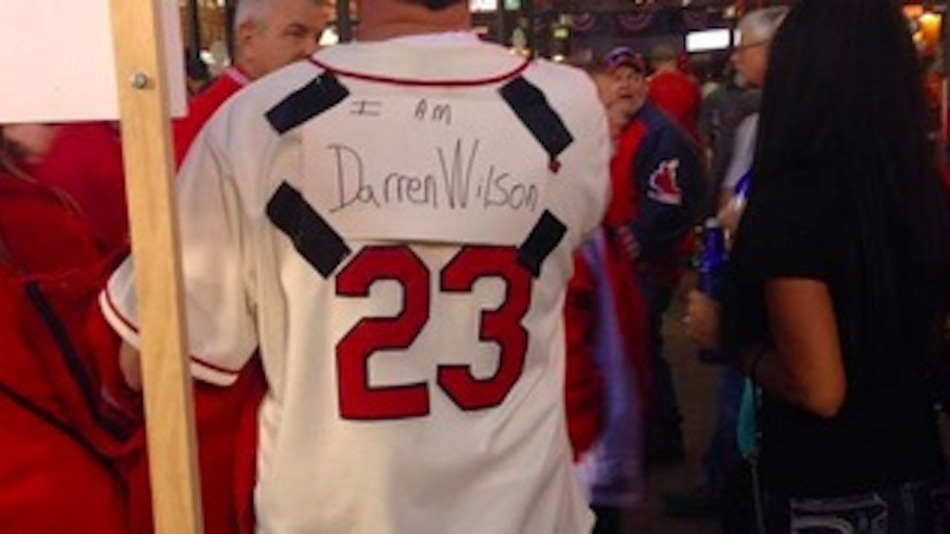 I AM
Darren Wilson
23